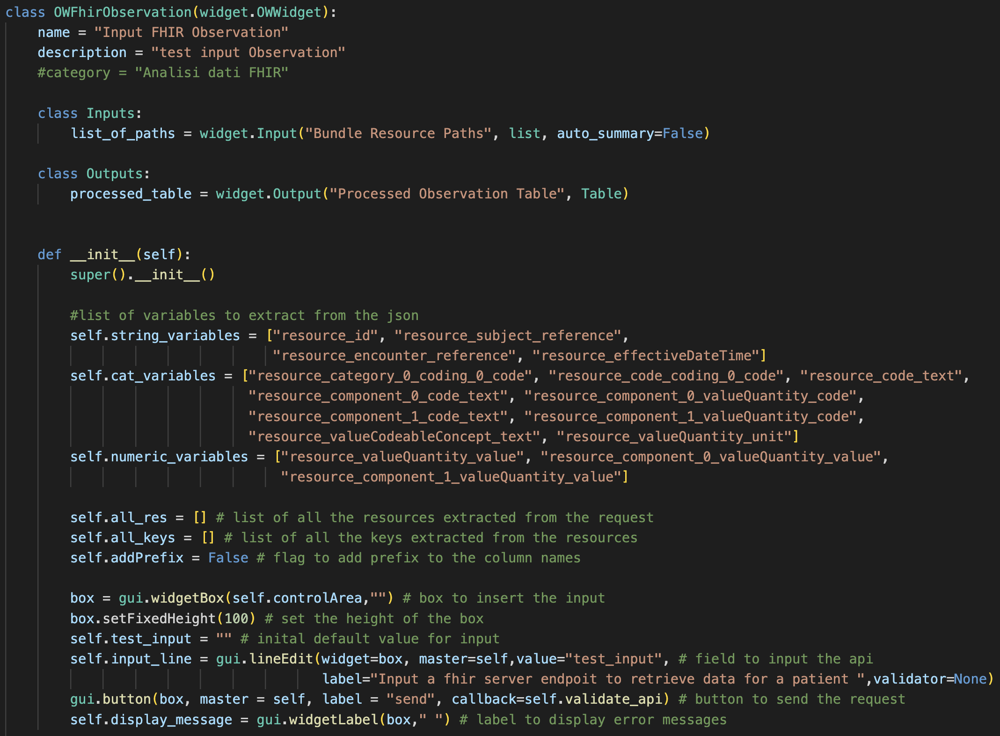 class OWFhirObservation(widget.OWWidget):
    name = "Input FHIR Observation"
    description = "test input Observation"
    #category = "Analisi dati FHIR"

    class Inputs:
        list_of_paths = widget.Input("Bundle Resource Paths", list, auto_summary=False)

    class Outputs:
        processed_table = widget.Output("Processed Observation Table", Table)


    def __init__(self):
        super().__init__()

        #list of variables to extract from the json
        self.string_variables = ["resource_id", "resource_subject_reference",
                                 "resource_encounter_reference", "resource_effectiveDateTime"]
        self.cat_variables = ["resource_category_0_coding_0_code", "resource_code_coding_0_code", "resource_code_text",
                              "resource_component_0_code_text", "resource_component_0_valueQuantity_code",
                              "resource_component_1_code_text", "resource_component_1_valueQuantity_code",
                              "resource_valueCodeableConcept_text", "resource_valueQuantity_unit"]
        self.numeric_variables = ["resource_valueQuantity_value", "resource_component_0_valueQuantity_value",
                                  "resource_component_1_valueQuantity_value"]

        self.all_res = [] # list of all the resources extracted from the request
        self.all_keys = [] # list of all the keys extracted from the resources
        self.addPrefix = False # flag to add prefix to the column names

        box = gui.widgetBox(self.controlArea,"") # box to insert the input
        box.setFixedHeight(100) # set the height of the box
        self.test_input = "" # inital default value for input
        self.input_line = gui.lineEdit(widget=box, master=self,value="test_input", # field to input the api
                                       label="Input a fhir server endpoit to retrieve data for a patient ",validator=None)
        gui.button(box, master = self, label = "send", callback=self.validate_api) # button to send the request
        self.display_message = gui.widgetLabel(box," ") # label to display error messages